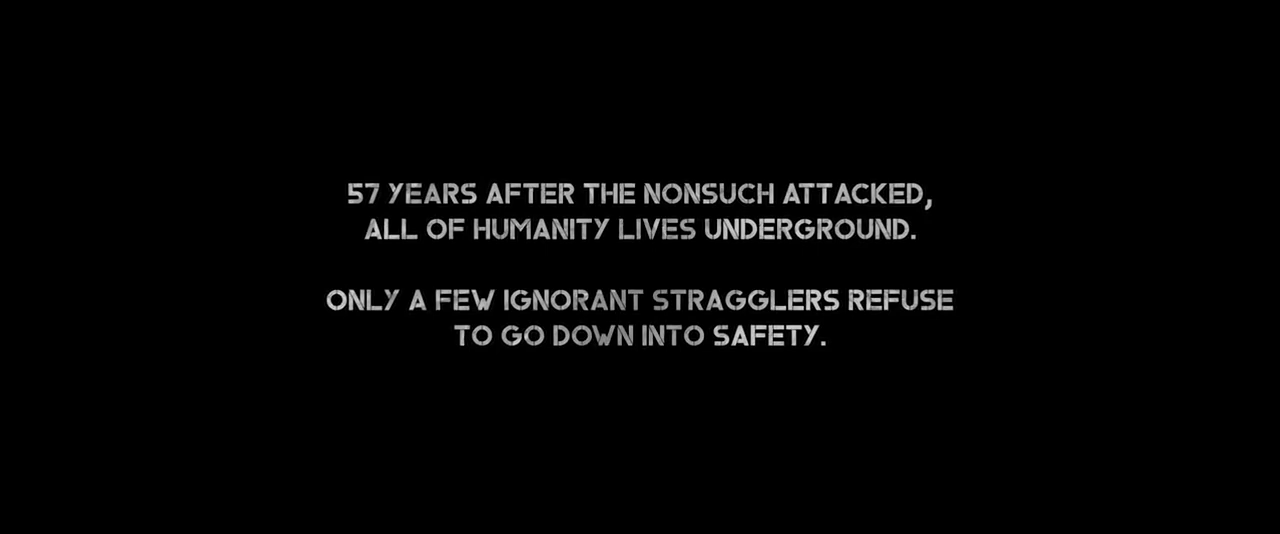 57 YEARS AFTER THE NONSUCH ATTACKED,
ALL OF HUMANITY LIVES UNDERGROUND.
ONLY A FEW IGNORANT STRAGGLERS REFUSE
TO GO DOWN INTO SAFETY.